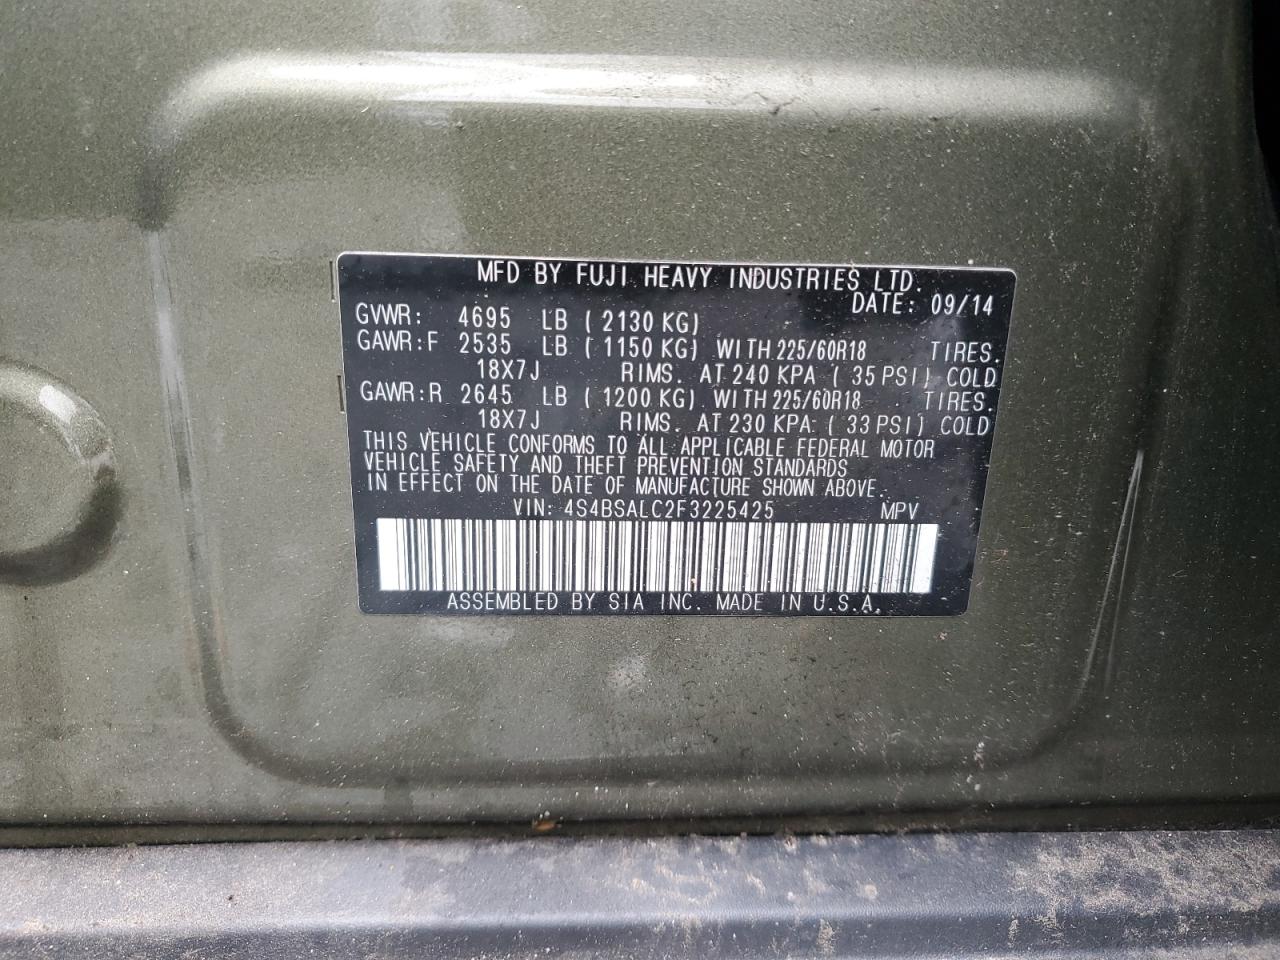 MFD BY FUJI HEAVY INDUSTRIES LTD.
DATE: 09/14
GVWR: 4695 LB ( 2130 KG)
GAWR: F 2535 LB ( 1150 KG) WITH 225/60R18 TIRES.
18X7J RIMS. AT 240 KPA ( 35 PSI) COLD
GAWR: R 2645 LB ( 1200 KG) WITH 225/60R18 TIRES.
18X7J RIMS. AT 230 KPA ( 33 PSI) COLD
THIS VEHICLE CONFORMS TO ALL APPLICABLE FEDERAL MOTOR
VEHICLE SAFETY AND THEFT PREVENTION STANDARDS
IN EFFECT ON THE DATE OF MANUFACTURE SHOWN ABOVE.
VIN: 4S4BSALC2F3225425 MPV
ASSEMBLED BY SIA INC. MADE IN U.S.A.